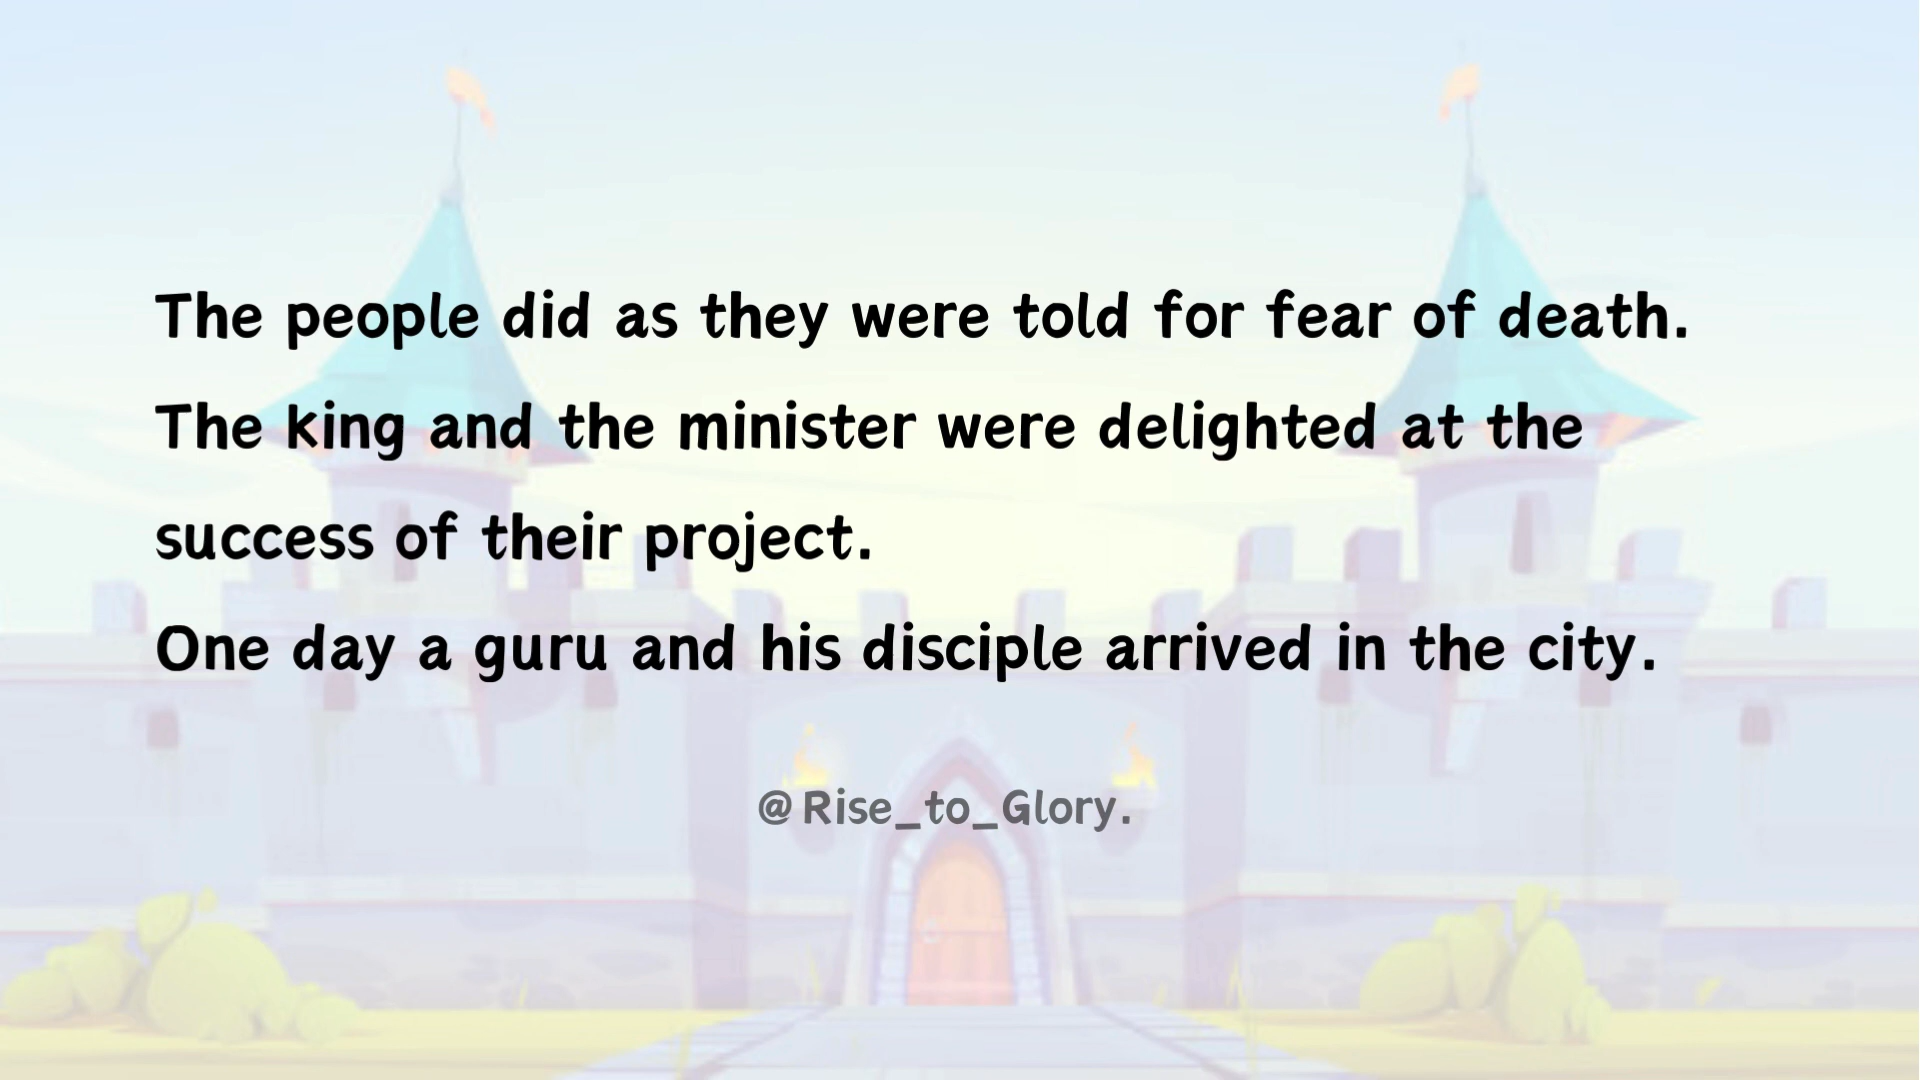 The people did as they were told for fear of death.
The king and the minister were delighted at the
success of their project.
One day a guru and his disciple arrived in the city.
@Rise_to_Glory.